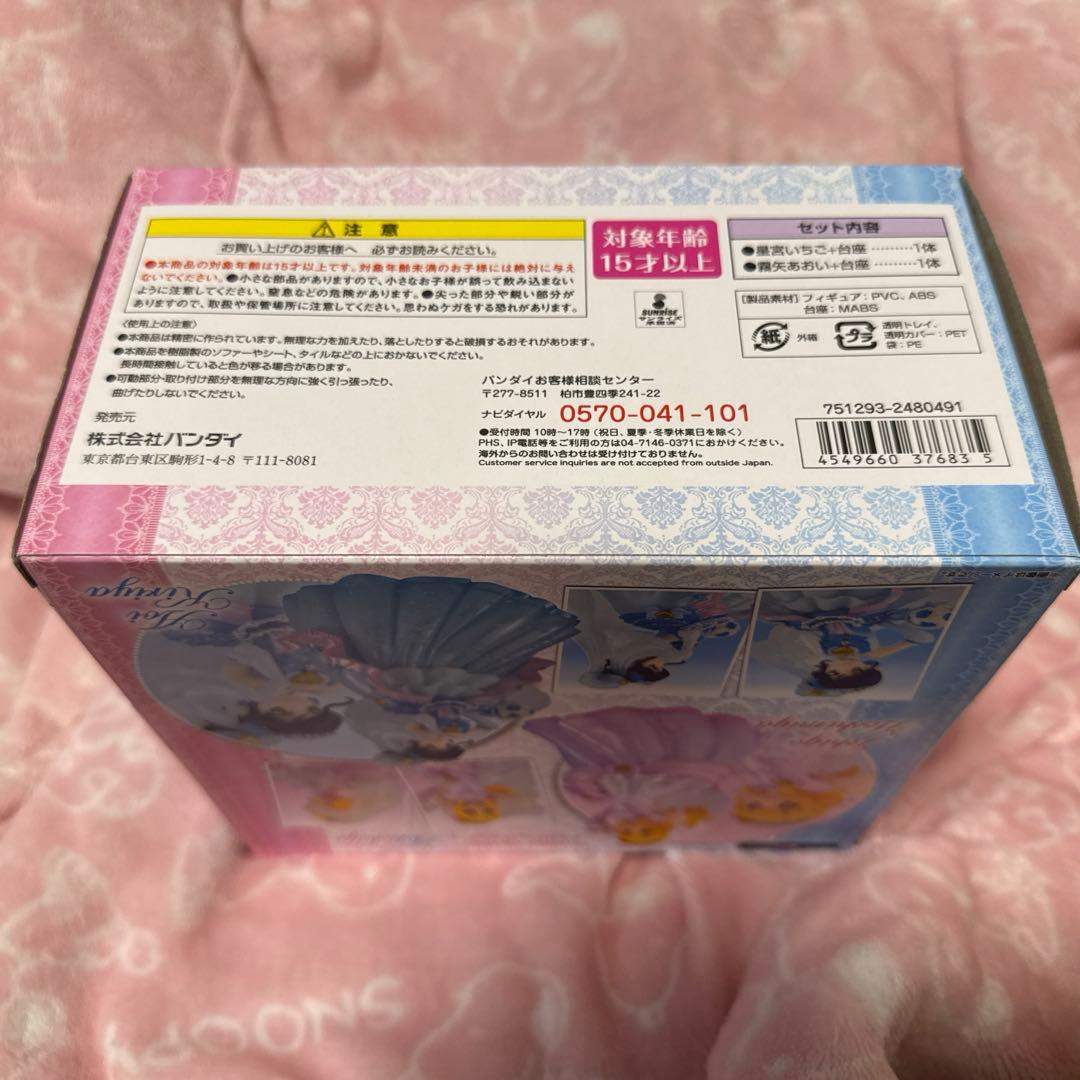 ⚠ 注 意
お買い上げのお客様へ 必ずお読みください。
●本商品の対象年齢は15才以上です。対象年齢未満のお子様には絶対に与え
ないでください。●小さな部品がありますので、小さなお子様が誤って飲み込まない
ように注意してください。窒息などの危険があります。●尖った部分や鋭い部分が
ありますので、取扱や保管場所に注意してください。思わぬケガをする恐れがあります。
対象年齢
15才以上
SUNRISE
サンライズ
承認済
セット内容
●星宮いちご+台座………1体
●霧矢あおい+台座………1体
[製品素材] フィギュア:PVC、ABS
台座:MABS
紙
外箱
プラ
透明トレイ、
透明カバー:PET
袋:PE
〈使用上の注意〉
●本商品は精密に作られています。無理な力を加えたり、落としたりすると破損するおそれがあります。
●本商品を樹脂製のソファーやシート、タイルなどの上におかないでください。
長時間接触していると色が移る場合があります。
●可動部分・取り付け部分を無理な方向に強く引っ張ったり、
曲げたりしないでください。
発売元
株式会社バンダイ
東京都台東区駒形1-4-8 〒111-8081
バンダイお客様相談センター
〒277-8511 柏市豊四季241-22
ナビダイヤル 0570-041-101
●受付時間 10時~17時 (祝日、夏季・冬季休業日を除く)
PHS、IP電話等をご利用の方は04-7146-0371におかけください。
海外からのお問い合わせは受け付けておりません。
Customer service inquiries are not accepted from outside Japan.
751293-2480491
4549660 37683 5
Aoi
Kiriya
Ichigo
Hoshimiya
SNOOPY